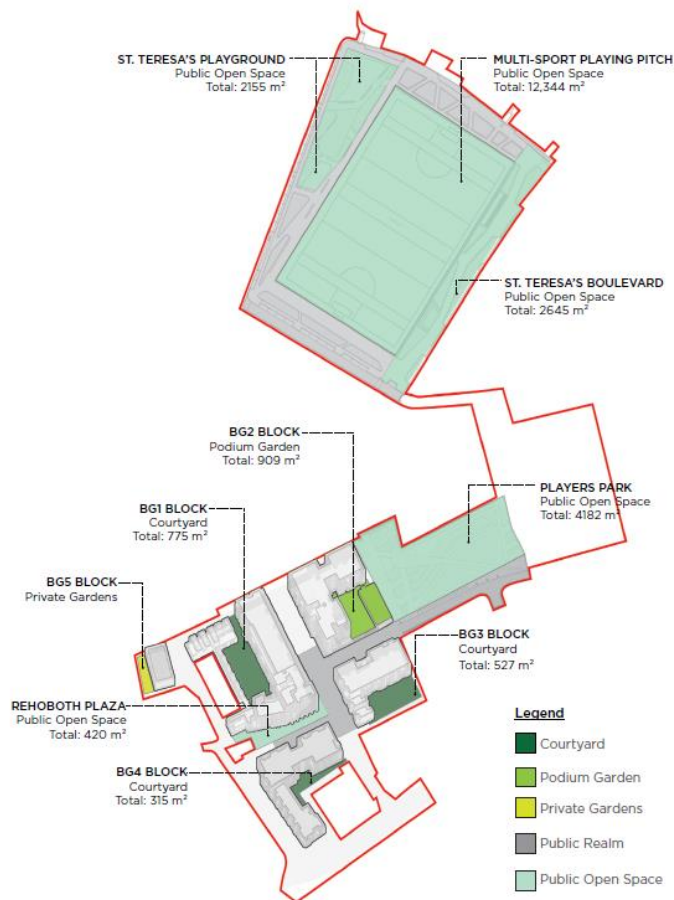 ST. TERESA'S PLAYGROUND
Public Open Space
Total: 2155 m²
MULTI-SPORT PLAYING PITCH
Public Open Space
Total: 12,344 m²
ST. TERESA'S BOULEVARD
Public Open Space
Total: 2645 m²
BG2 BLOCK
Podium Garden
Total: 909 m²
PLAYERS PARK
Public Open Space
Total: 4182 m²
BG1 BLOCK
Courtyard
Total: 775 m²
BG5 BLOCK
Private Gardens
BG3 BLOCK
Courtyard
Total: 527 m²
REHOBOTH PLAZA
Public Open Space
Total: 420 m²
BG4 BLOCK
Courtyard
Total: 315 m²
Legend
Courtyard
Podium Garden
Private Gardens
Public Realm
Public Open Space